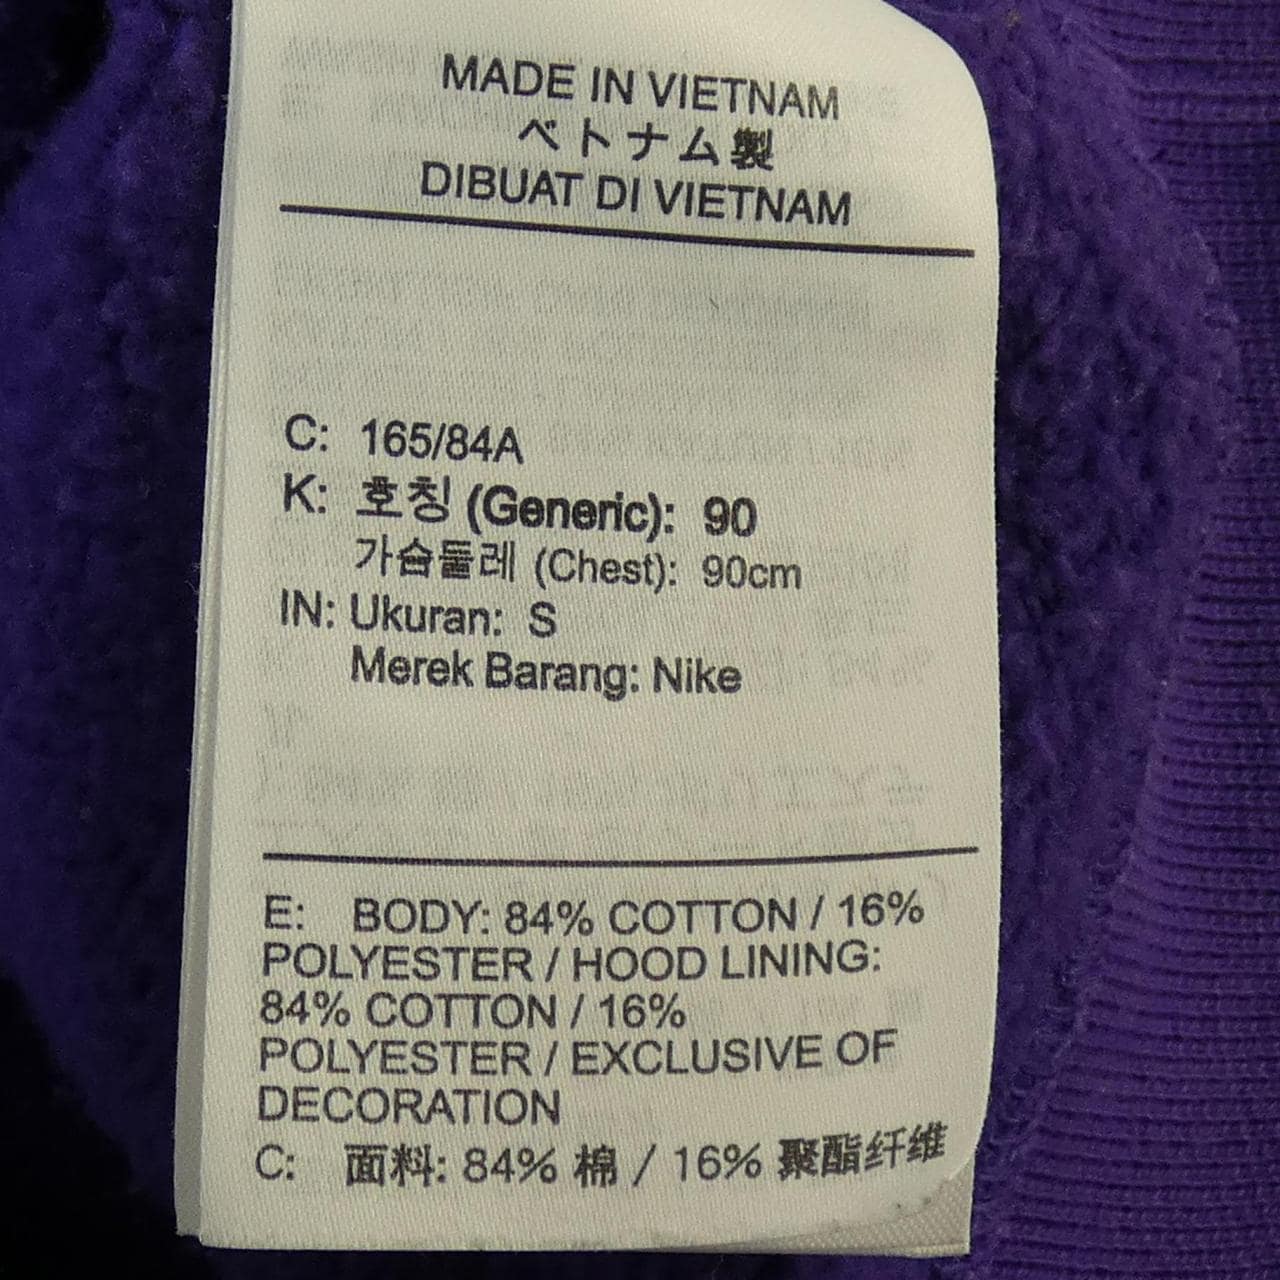 MADE IN VIETNAM
ベトナム製
DIBUAT DI VIETNAM
C: 165/84A
K: 호칭 (Generic): 90
가슴둘레 (Chest): 90cm
IN: Ukuran: S
Merek Barang: Nike
E: BODY: 84% COTTON / 16%
POLYESTER / HOOD LINING:
84% COTTON / 16%
POLYESTER / EXCLUSIVE OF
DECORATION
C: 面料: 84% 棉 / 16% 聚酯纤维